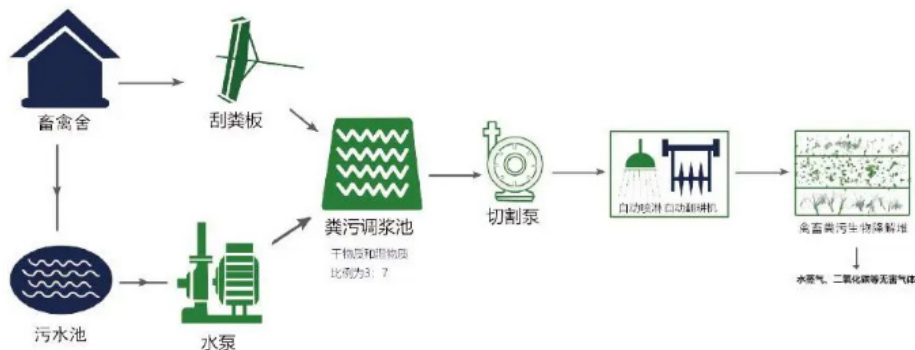 畜禽舍
刮粪板
粪污调浆池
干物质和湿物质
比例为3：7
切割泵
自动喷淋 自动翻耕机
禽畜粪污生物降解堆
水蒸气、二氧化碳等无害气体
污水池
水泵